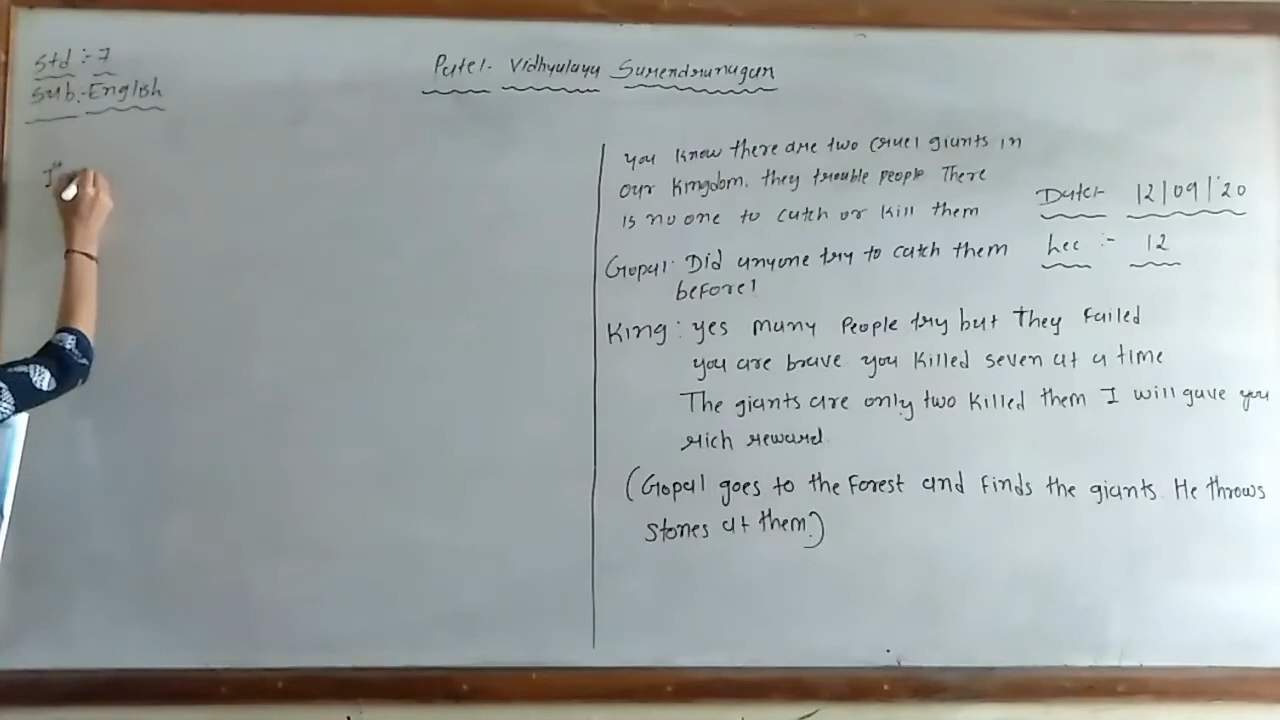 Std :- 7
Sub.-English
Patel- Vidhyalaya Surendranagar
Date:- 12/09/'20
Lec :- 12
you know there are two cruel giants in
our kingdom. they trouble people There
is no one to catch or kill them
Gopal: Did anyone try to catch them
before!
King: yes many people try but they failed
you are brave you killed seven at a time
The giants are only two killed them I will gave you
rich reward.
(Gopal goes to the forest and finds the giants. He throws
stones at them.)